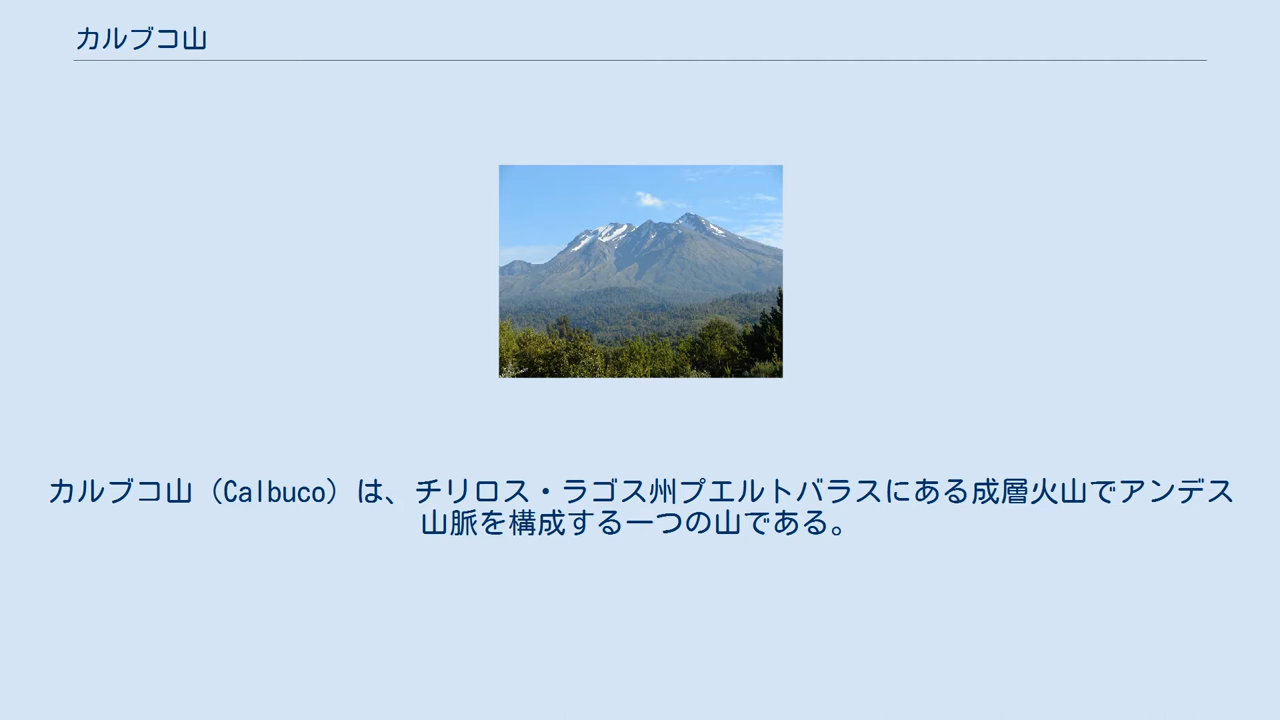 カルブコ山
カルブコ山（Calbuco）は、チリロス・ラゴス州プエルトバラスにある成層火山でアンデス
山脈を構成する一つの山である。